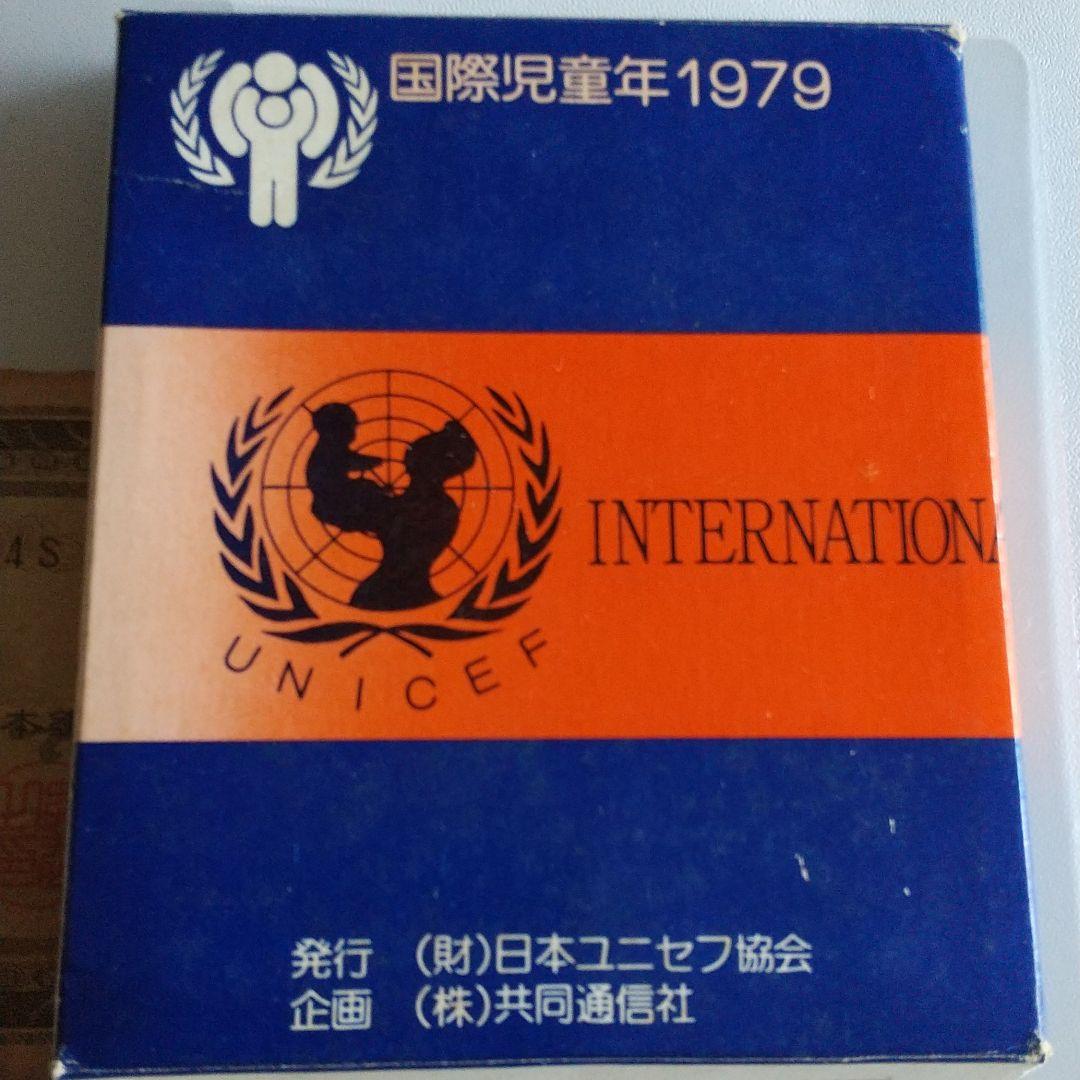 国際児童年1979
UNICEF
INTERNATIONA
4S
発行 (財)日本ユニセフ協会
企画 (株)共同通信社